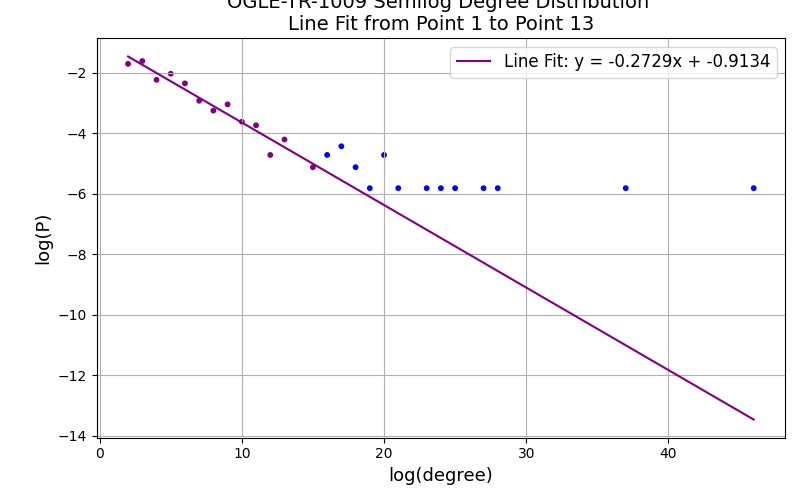 OGLE-TR-1009 Semilog Degree Distribution
Line Fit from Point 1 to Point 13
Line Fit: y = -0.2729x + -0.9134
−2
−4
−6
−8
−10
−12
−14
log(P)
0 10 20 30 40
log(degree)